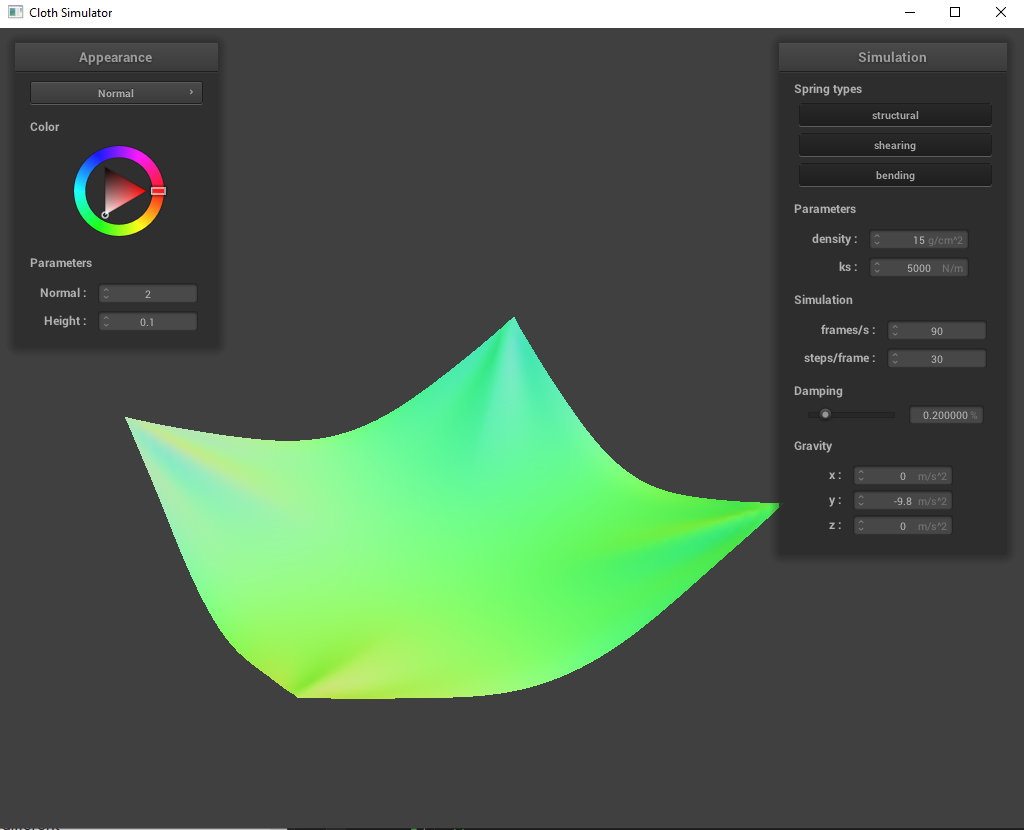 Cloth Simulator
Appearance
Normal
Color
Parameters
Normal : 2
Height : 0.1
Simulation
Spring types
structural
shearing
bending
Parameters
density : 15 g/cm^2
ks : 5000 N/m
Simulation
frames/s : 90
steps/frame : 30
Damping
0.200000 %
Gravity
x : 0 m/s^2
y : -9.8 m/s^2
z : 0 m/s^2